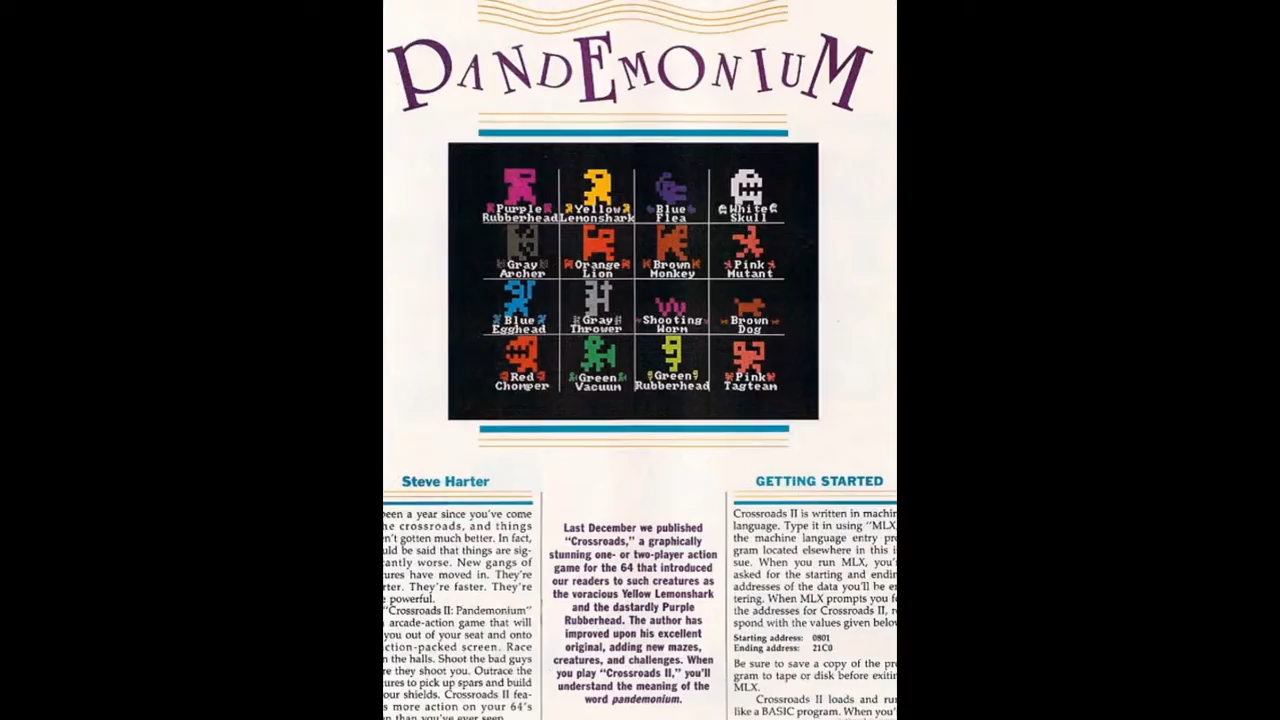 PANDEMONIUM
Purple Rubberhead
Yellow Lemonshark
Blue Flea
White Skull
Gray Archer
Orange Lion
Brown Monkey
Pink Mutant
Blue Egghead
Gray Thrower
Shooting Worm
Brown Dog
Red Chomper
Green Vacuum
Green Rubberhead
Pink Tagteam
Steve Harter
een a year since you've come
e crossroads, and things
n't gotten much better. In fact,
uld be said that things are sig-
cantly worse. New gangs of
ures have moved in. They're
rter. They're faster. They're
powerful.
"Crossroads II: Pandemonium"
arcade-action game that will
you out of your seat and onto
ction-packed screen. Race
n the halls. Shoot the bad guys
re they shoot you. Outrace the
ures to pick up spars and build
our shields. Crossroads II fea-
s more action on your 64's
n than you've ever seen
Last December we published
"Crossroads," a graphically
stunning one- or two-player action
game for the 64 that introduced
our readers to such creatures as
the voracious Yellow Lemonshark
and the dastardly Purple
Rubberhead. The author has
improved upon his excellent
original, adding new mazes,
creatures, and challenges. When
you play "Crossroads II," you'll
understand the meaning of the
word pandemonium.
GETTING STARTED
Crossroads II is written in machin
language. Type it in using "MLX
the machine language entry pr
gram located elsewhere in this i
sue. When you run MLX, you'
asked for the starting and endin
addresses of the data you'll be e
tering. When MLX prompts you f
the addresses for Crossroads II, r
spond with the values given belov
Starting address: 0801
Ending address: 21C0
Be sure to save a copy of the pr
gram to tape or disk before exitir
MLX.
Crossroads II loads and run
like a BASIC program. When you'